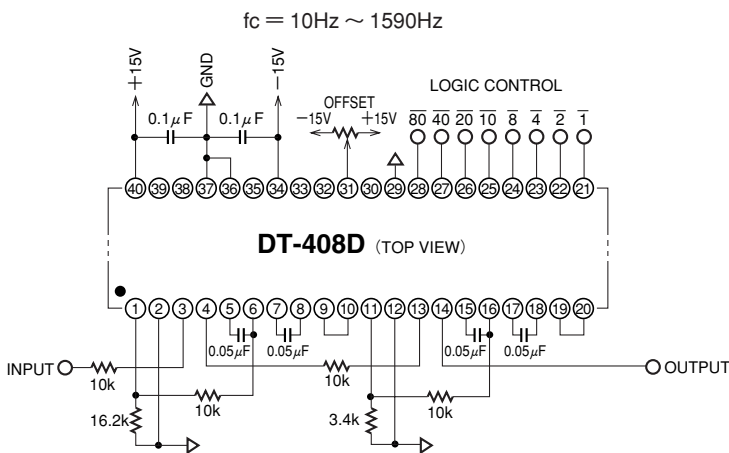 fc = 10Hz ～ 1590Hz
+15V
GND
−15V
0.1μF
0.1μF
OFFSET
−15V
+15V
LOGIC CONTROL
80 40 20 10 8 4 2 1
40 39 38 37 36 35 34 33 32 31 30 29 28 27 26 25 24 23 22 21
DT-408D (TOP VIEW)
1 2 3 4 5 6 7 8 9 10 11 12 13 14 15 16 17 18 19 20
0.05μF
0.05μF
0.05μF
0.05μF
INPUT
10k
10k
OUTPUT
10k
10k
16.2k
3.4k